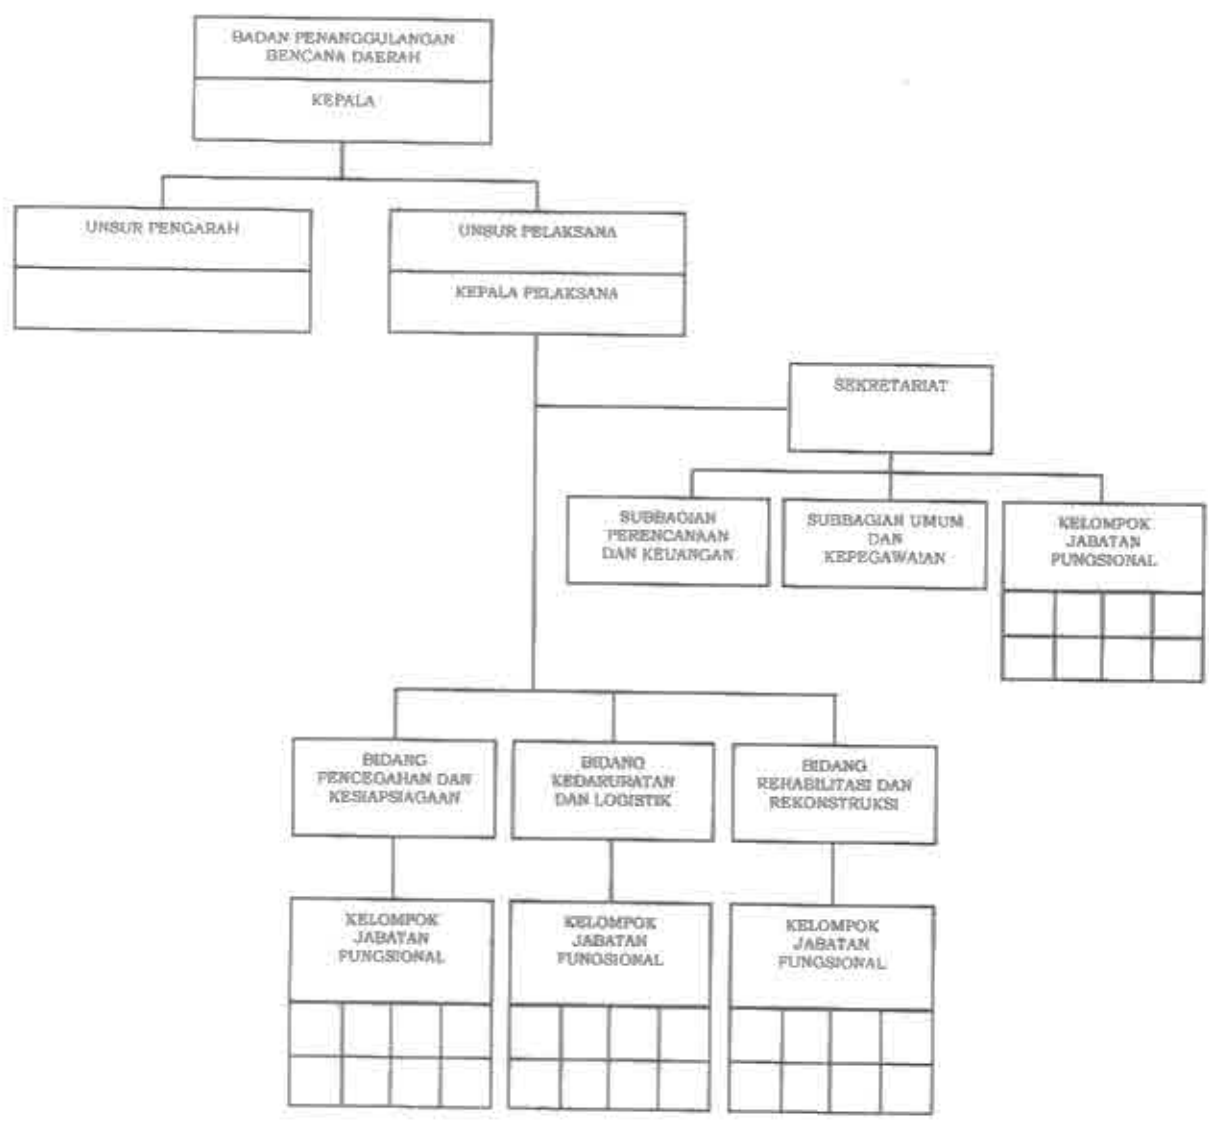 BADAN PENANGGULANGAN
BENCANA DAERAH
KEPALA
UNSUR PENGARAH
UNSUR PELAKSANA
KEPALA PELAKSANA
SEKRETARIAT
SUBBAGIAN
PERENCANAAN
DAN KEUANGAN
SUBBAGIAN UMUM
DAN
KEPEGAWAIAN
KELOMPOK
JABATAN
FUNGSIONAL
BIDANG
PENCEGAHAN DAN
KESIAPSIAGAAN
BIDANG
KEDARURATAN
DAN LOGISTIK
BIDANG
REHABILITASI DAN
REKONSTRUKSI
KELOMPOK
JABATAN
FUNGSIONAL
KELOMPOK
JABATAN
FUNGSIONAL
KELOMPOK
JABATAN
FUNGSIONAL